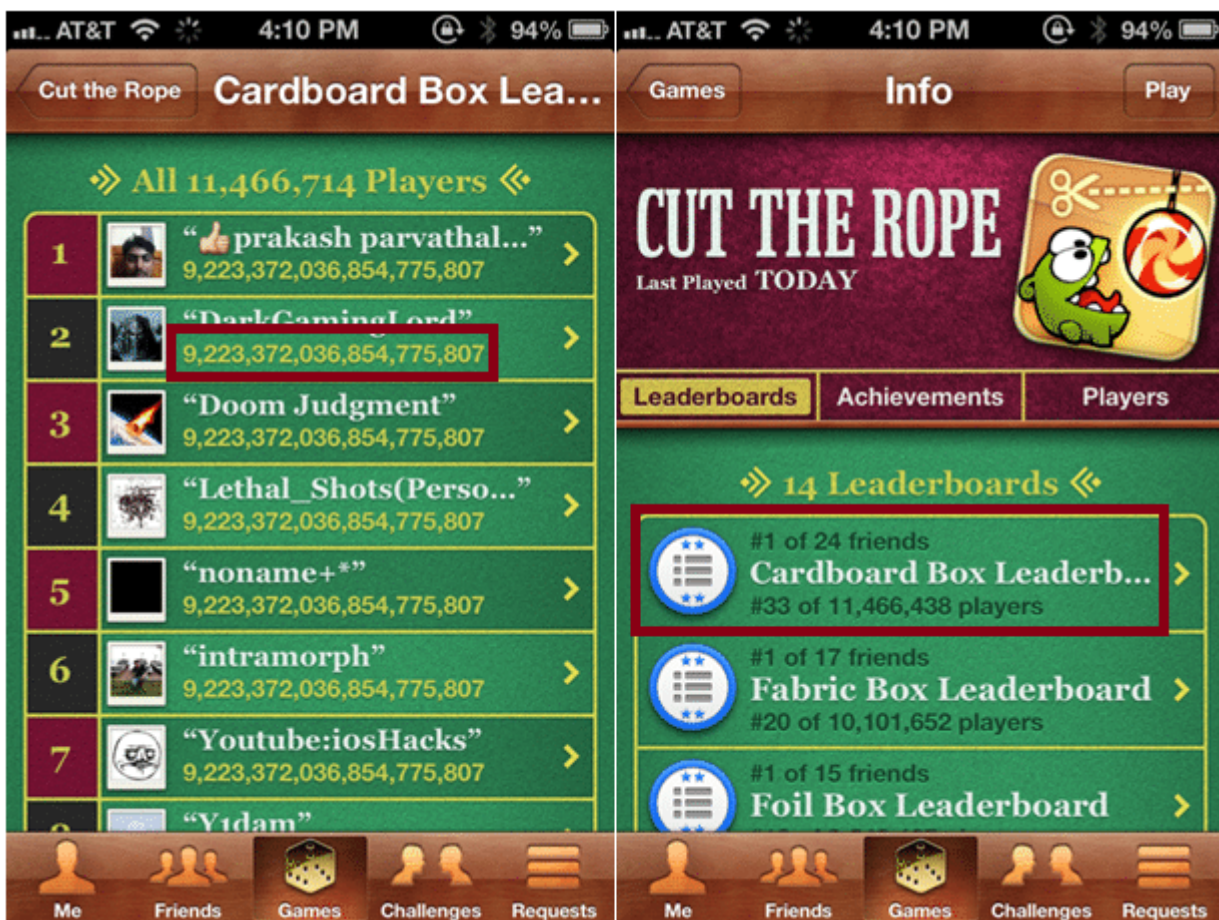 AT&T 4:10 PM 94%
Cut the Rope Cardboard Box Lea...
All 11,466,714 Players
1 “👍prakash parvathal...”
9,223,372,036,854,775,807
2 “DarkGamingLord”
9,223,372,036,854,775,807
3 “Doom Judgment”
9,223,372,036,854,775,807
4 “Lethal_Shots(Perso...”
9,223,372,036,854,775,807
5 “noname+*”
9,223,372,036,854,775,807
6 “intramorph”
9,223,372,036,854,775,807
7 “Youtube:iosHacks”
9,223,372,036,854,775,807
“Y1dam”
Me Friends Games Challenges Requests
AT&T 4:10 PM 94%
Games Info Play
CUT THE ROPE
Last Played TODAY
Leaderboards Achievements Players
14 Leaderboards
#1 of 24 friends
Cardboard Box Leaderb...
#33 of 11,466,438 players
#1 of 17 friends
Fabric Box Leaderboard
#20 of 10,101,652 players
#1 of 15 friends
Foil Box Leaderboard
Me Friends Games Challenges Requests